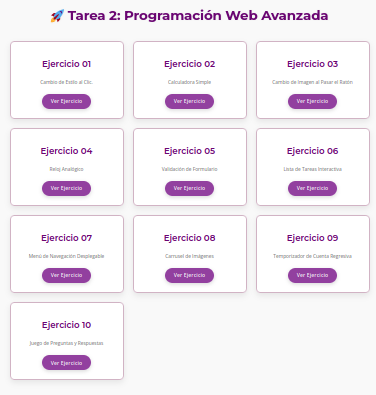 🚀 Tarea 2: Programación Web Avanzada
Ejercicio 01
Cambio de Estilo al Clic.
Ver Ejercicio
Ejercicio 02
Calculadora Simple
Ver Ejercicio
Ejercicio 03
Cambio de Imagen al Pasar el Ratón
Ver Ejercicio
Ejercicio 04
Reloj Analógico
Ver Ejercicio
Ejercicio 05
Validación de Formulario
Ver Ejercicio
Ejercicio 06
Lista de Tareas Interactiva
Ver Ejercicio
Ejercicio 07
Menú de Navegación Desplegable
Ver Ejercicio
Ejercicio 08
Carrusel de Imágenes
Ver Ejercicio
Ejercicio 09
Temporizador de Cuenta Regresiva
Ver Ejercicio
Ejercicio 10
Juego de Preguntas y Respuestas
Ver Ejercicio